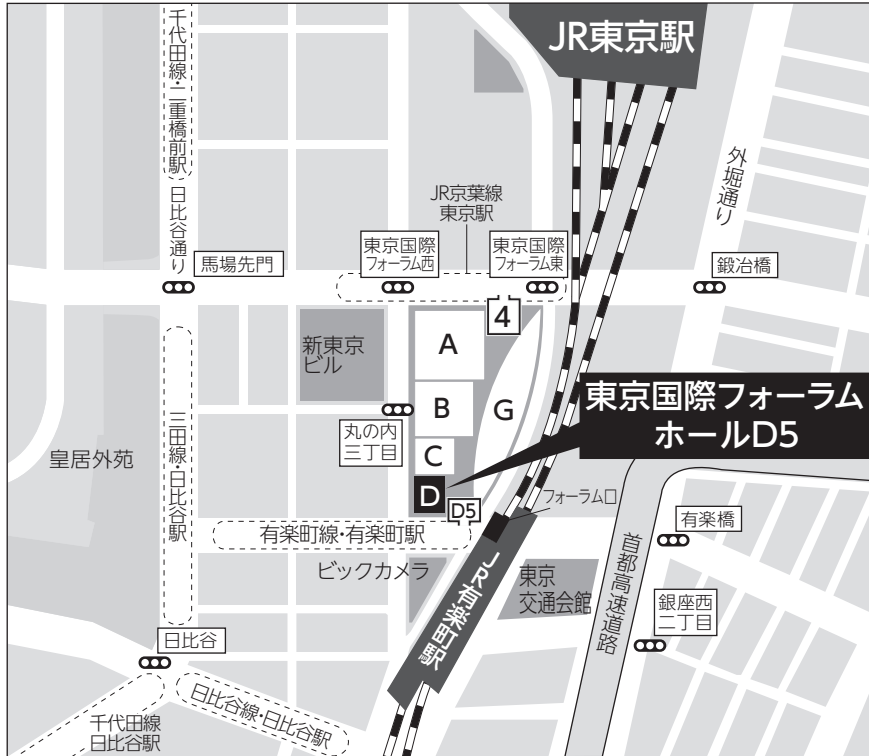 JR東京駅
千代田線・二重橋前駅
日比谷通り
外堀通り
JR京葉線
東京駅
馬場先門
東京国際
フォーラム西
東京国際
フォーラム東
鍛冶橋
4
A
新東京
ビル
B
G
東京国際フォーラム
ホールD5
丸の内
三丁目
C
三田線・日比谷駅
皇居外苑
D
D5
フォーラム口
有楽町線・有楽町駅
有楽橋
首都高速道路
ビックカメラ
JR有楽町駅
東京
交通会館
銀座西
二丁目
日比谷
日比谷線・日比谷駅
千代田線
日比谷駅